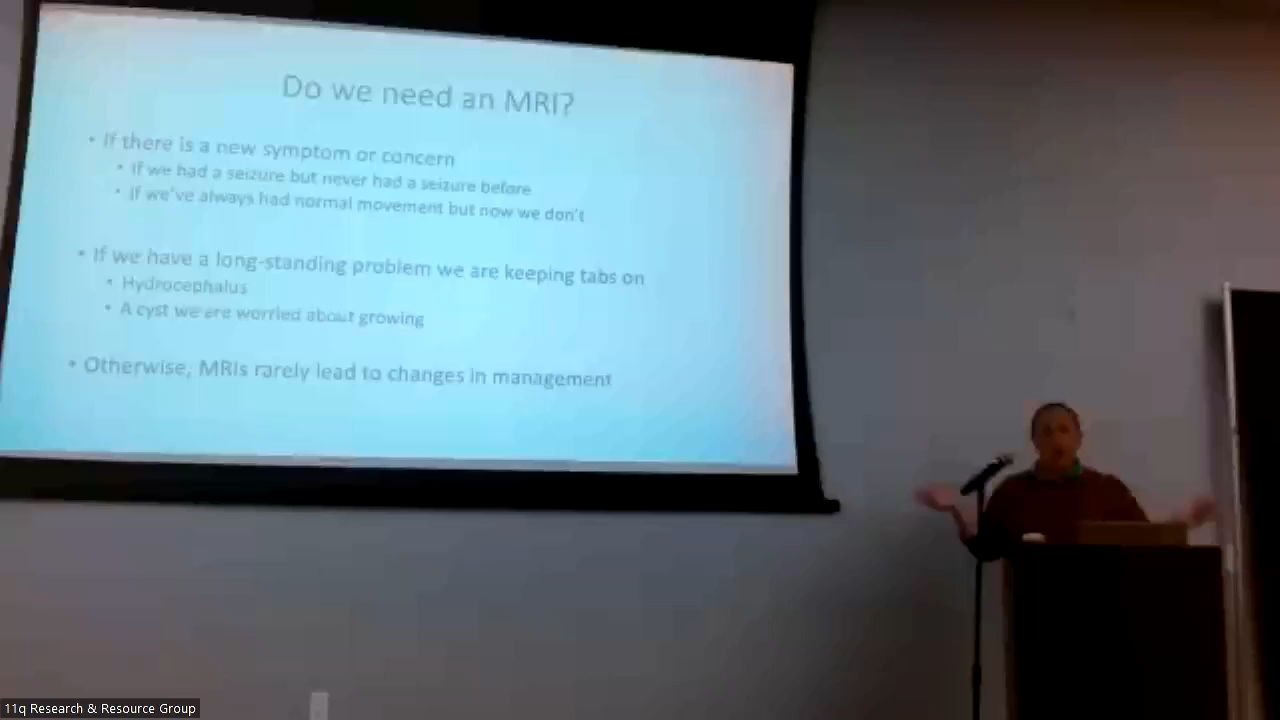 Do we need an MRI?
• If there is a new symptom or concern
• If we had a seizure but never had a seizure before
• If we've always had normal movement but now we don't
• If we have a long-standing problem we are keeping tabs on
• Hydrocephalus
• A cyst we are worried about growing
• Otherwise, MRIs rarely lead to changes in management
11q Research & Resource Group